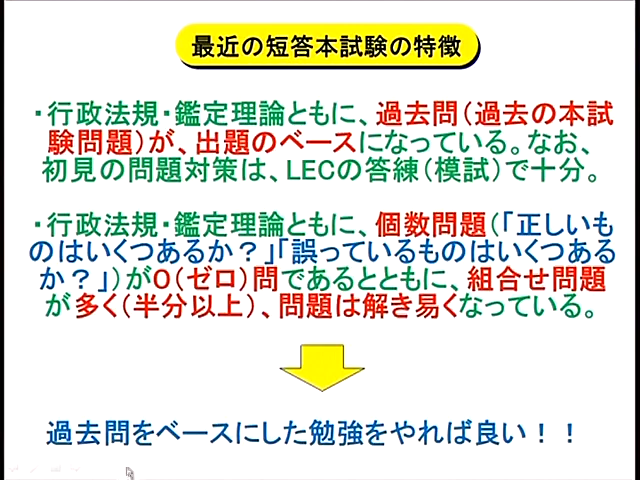 最近の短答本試験の特徴
・行政法規・鑑定理論ともに、過去問（過去の本試
験問題）が、出題のベースになっている。なお、
初見の問題対策は、LECの答練（模試）で十分。
・行政法規・鑑定理論ともに、個数問題（「正しいも
のはいくつあるか？」「誤っているものはいくつある
か？」）が０（ゼロ）問であるとともに、組合せ問題
が多く（半分以上）、問題は解き易くなっている。
過去問をベースにした勉強をやれば良い！！